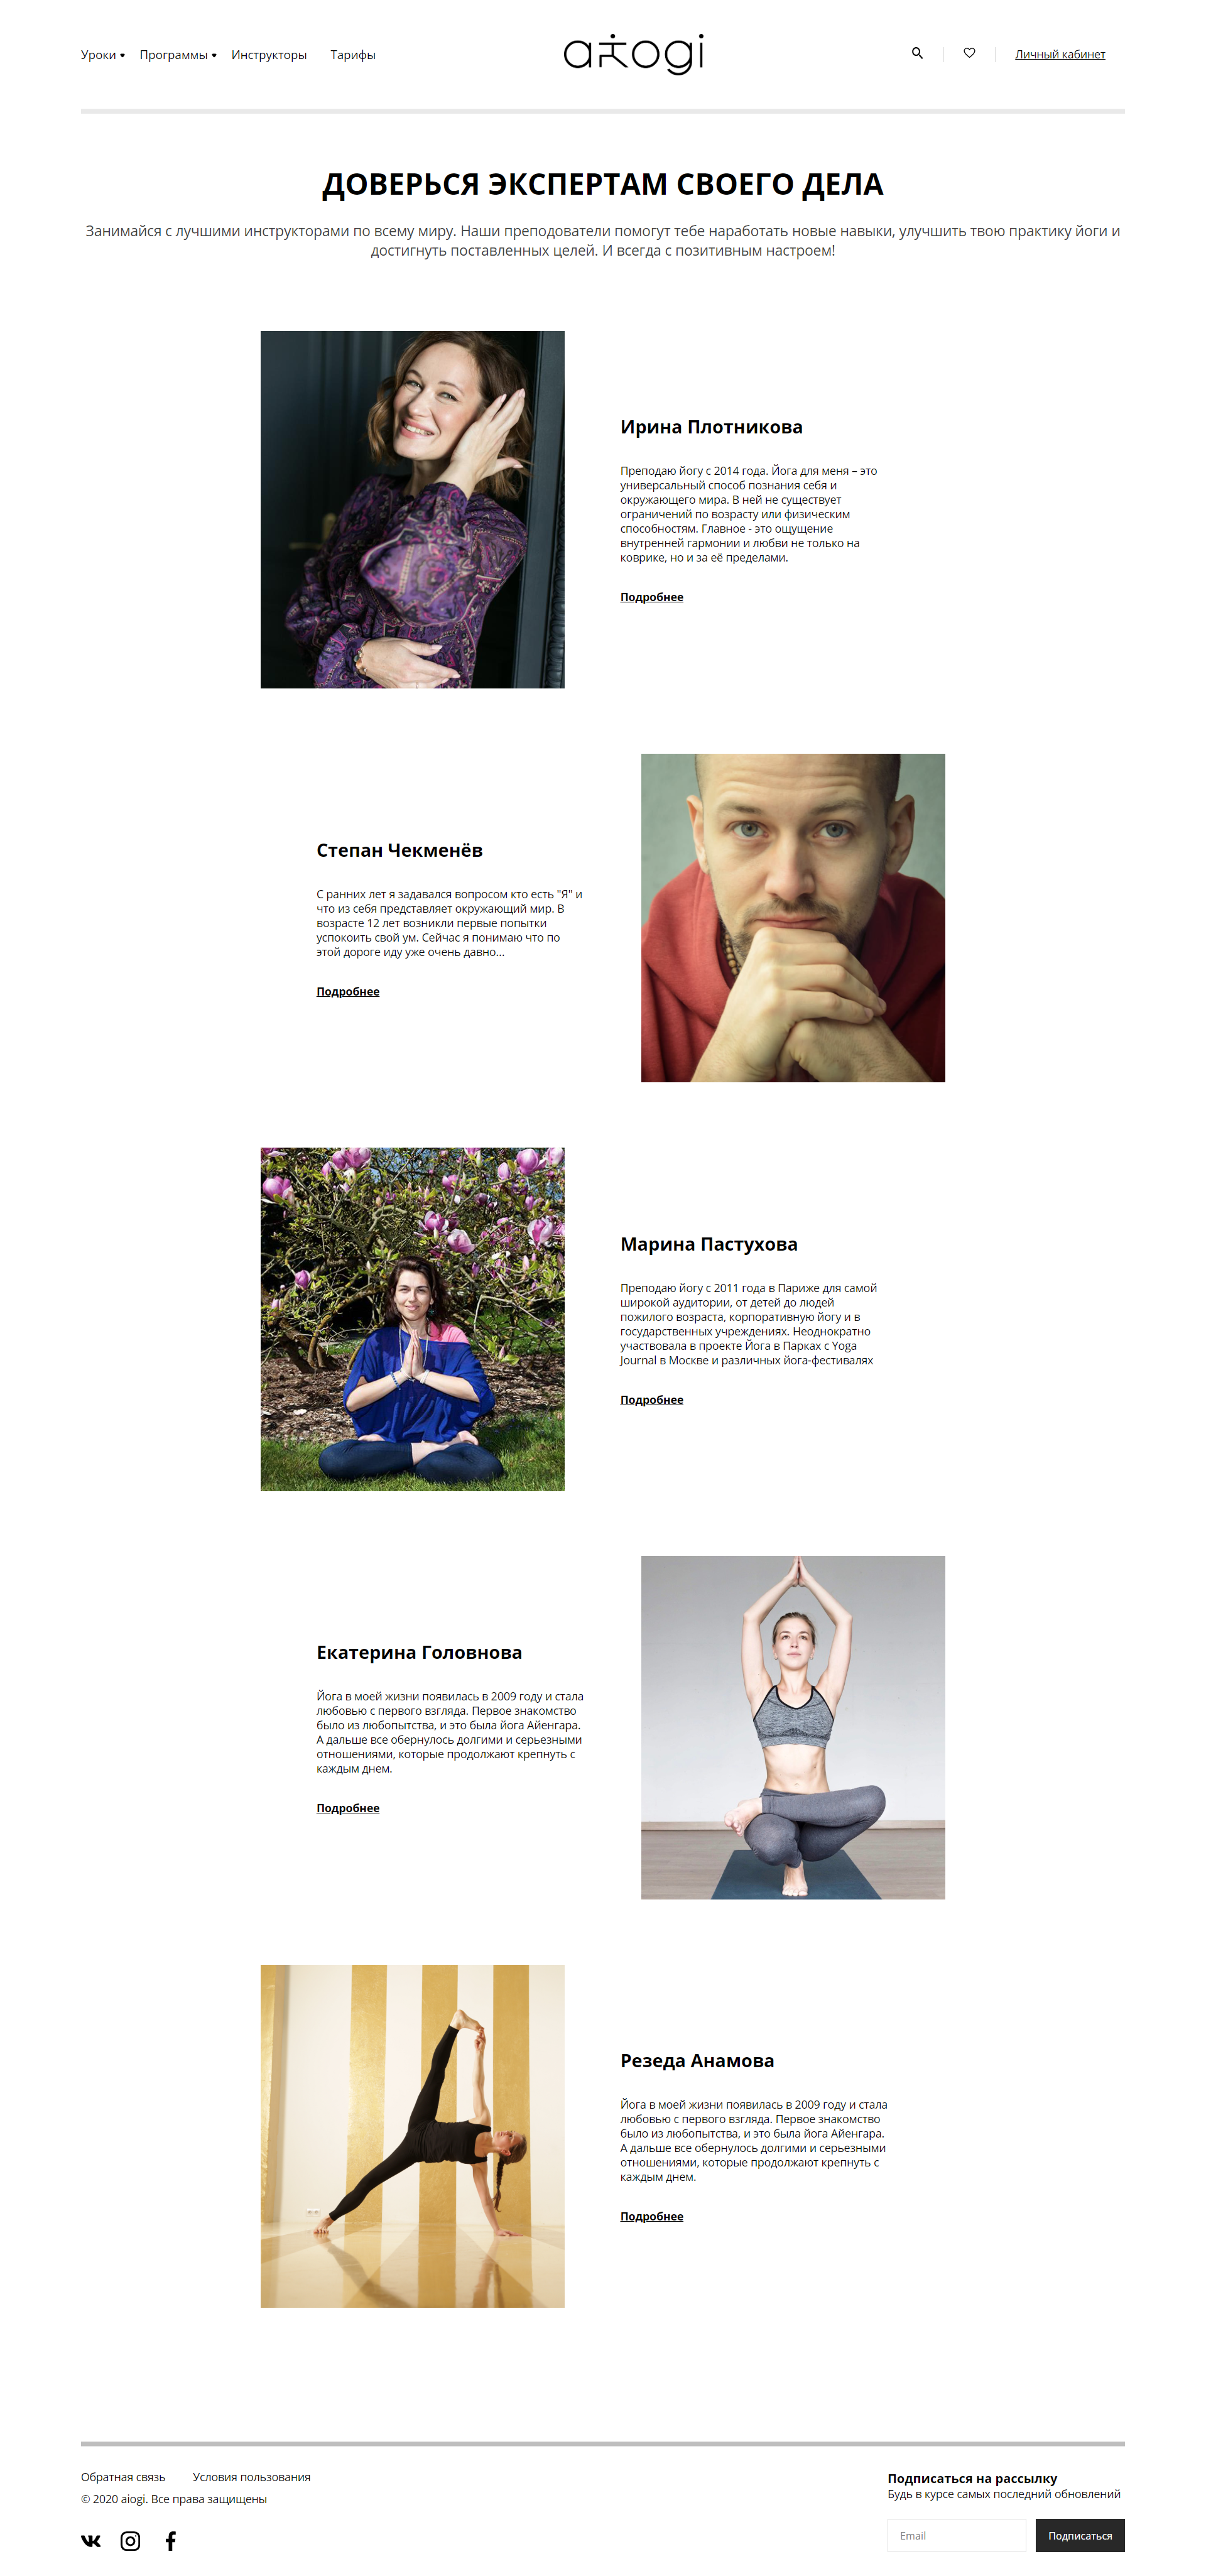 Уроки Программы Инструкторы Тарифы
aiogi
Личный кабинет
ДОВЕРЬСЯ ЭКСПЕРТАМ СВОЕГО ДЕЛА
Занимайся с лучшими инструкторами по всему миру. Наши преподователи помогут тебе наработать новые навыки, улучшить твою практику йоги и
достигнуть поставленных целей. И всегда с позитивным настроем!
Ирина Плотникова
Преподаю йогу с 2014 года. Йога для меня – это
универсальный способ познания себя и
окружающего мира. В ней не существует
ограничений по возрасту или физическим
способностям. Главное - это ощущение
внутренней гармонии и любви не только на
коврике, но и за её пределами.
Подробнее
Степан Чекменёв
С ранних лет я задавался вопросом кто есть "Я" и
что из себя представляет окружающий мир. В
возрасте 12 лет возникли первые попытки
успокоить свой ум. Сейчас я понимаю что по
этой дороге иду уже очень давно...
Подробнее
Марина Пастухова
Преподаю йогу с 2011 года в Париже для самой
широкой аудитории, от детей до людей
пожилого возраста, корпоративную йогу и в
государственных учреждениях. Неоднократно
участвовала в проекте Йога в Парках с Yoga
Journal в Москве и различных йога-фестивалях
Подробнее
Екатерина Головнова
Йога в моей жизни появилась в 2009 году и стала
любовью с первого взгляда. Первое знакомство
было из любопытства, и это была йога Айенгара.
А дальше все обернулось долгими и серьезными
отношениями, которые продолжают крепнуть с
каждым днем.
Подробнее
Резеда Анамова
Йога в моей жизни появилась в 2009 году и стала
любовью с первого взгляда. Первое знакомство
было из любопытства, и это была йога Айенгара.
А дальше все обернулось долгими и серьезными
отношениями, которые продолжают крепнуть с
каждым днем.
Подробнее
Обратная связь Условия пользования
© 2020 aiogi. Все права защищены
Подписаться на рассылку
Будь в курсе самых последний обновлений
Email Подписаться